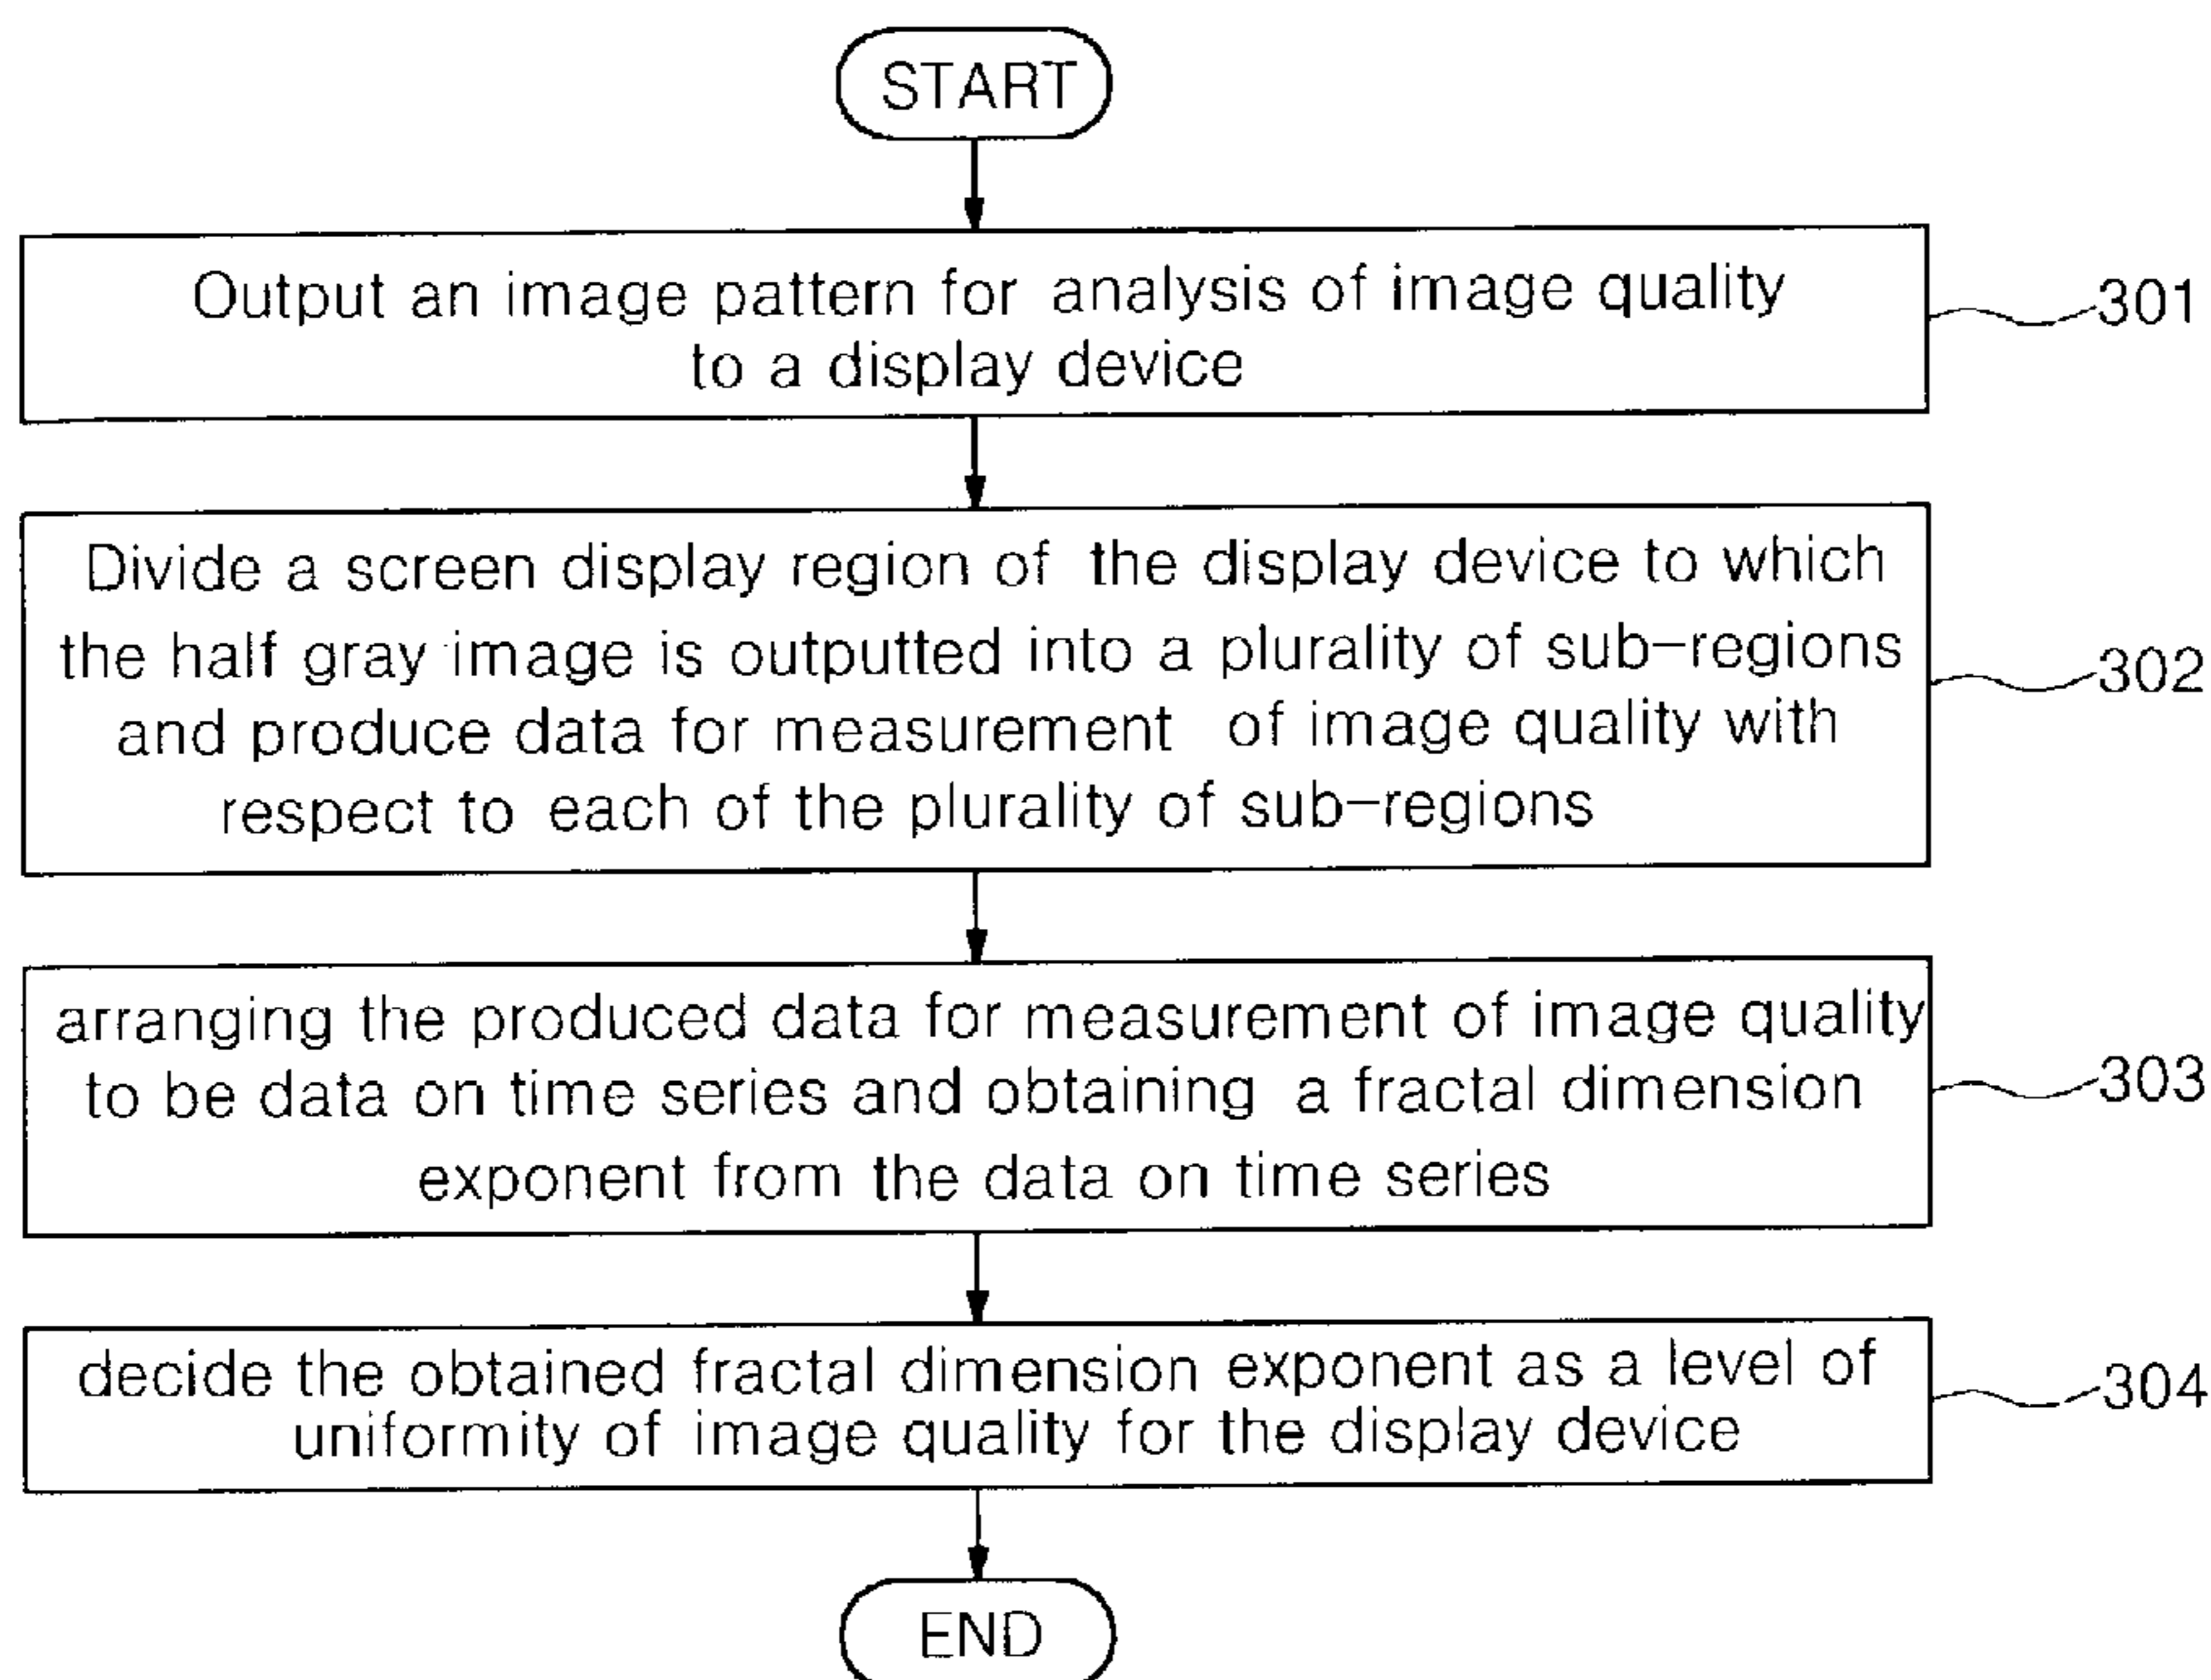 START
Output an image pattern for analysis of image quality
to a display device
301
Divide a screen display region of the display device to which
the half gray image is outputted into a plurality of sub-regions
and produce data for measurement of image quality with
respect to each of the plurality of sub-regions
302
arranging the produced data for measurement of image quality
to be data on time series and obtaining a fractal dimension
exponent from the data on time series
303
decide the obtained fractal dimension exponent as a level of
uniformity of image quality for the display device
304
END